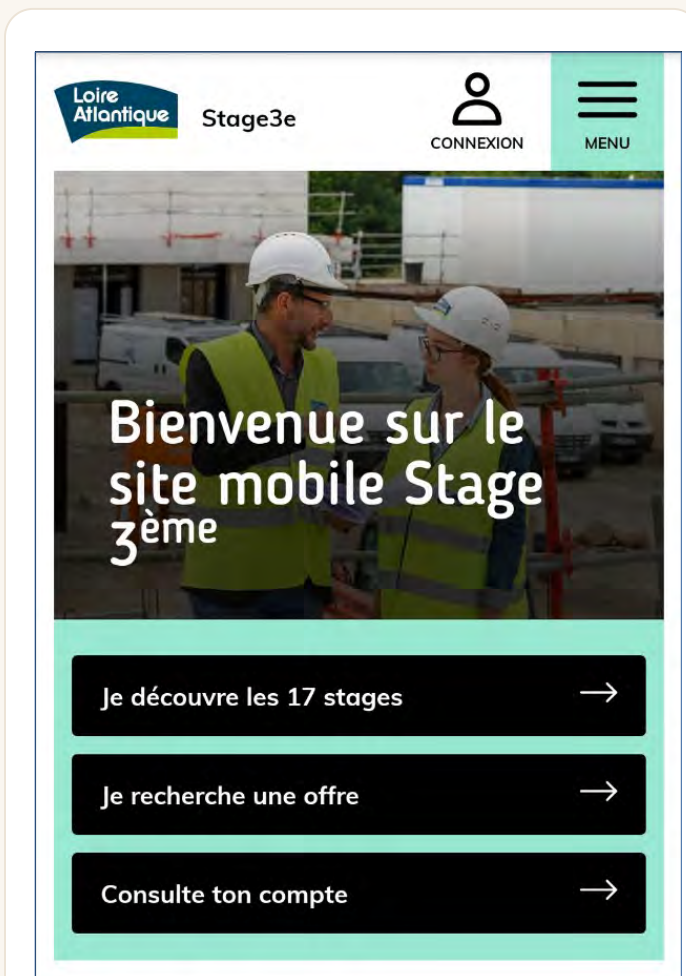 Loire
Atlantique
Stage3e
CONNEXION
MENU
Bienvenue sur le
site mobile Stage
3ème
Je découvre les 17 stages
Je recherche une offre
Consulte ton compte